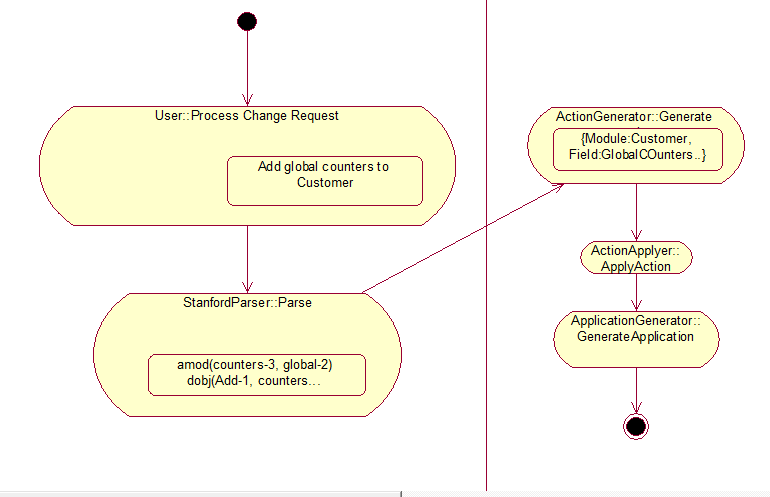 User::Process Change Request
Add global counters to
Customer
StanfordParser::Parse
amod(counters-3, global-2)
dobj(Add-1, counters...
ActionGenerator::Generate
{Module:Customer,
Field:GlobalCOunters..}
ActionApplyer::
ApplyAction
ApplicationGenerator::
GenerateApplication